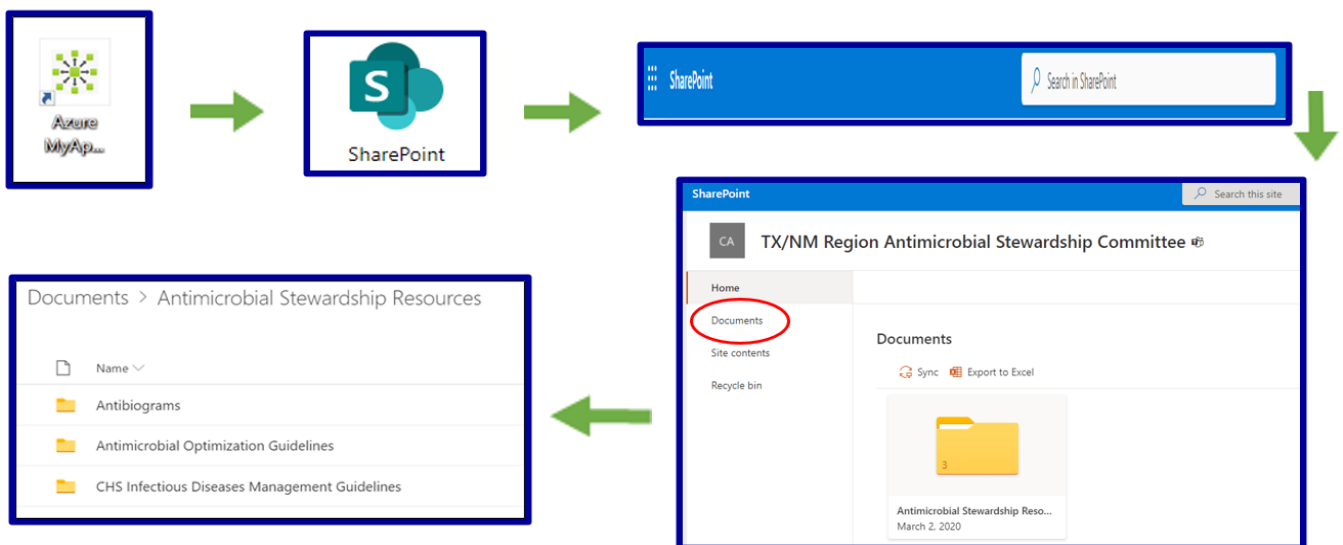 Azure
MyAp...
S
SharePoint
SharePoint
Search in SharePoint
SharePoint
Search this site
CA
TX/NM Region Antimicrobial Stewardship Committee
Home
Documents
Site contents
Recycle bin
Documents
Sync
Export to Excel
3
Antimicrobial Stewardship Reso...
March 2, 2020
Documents > Antimicrobial Stewardship Resources
Name
Antibiograms
Antimicrobial Optimization Guidelines
CHS Infectious Diseases Management Guidelines